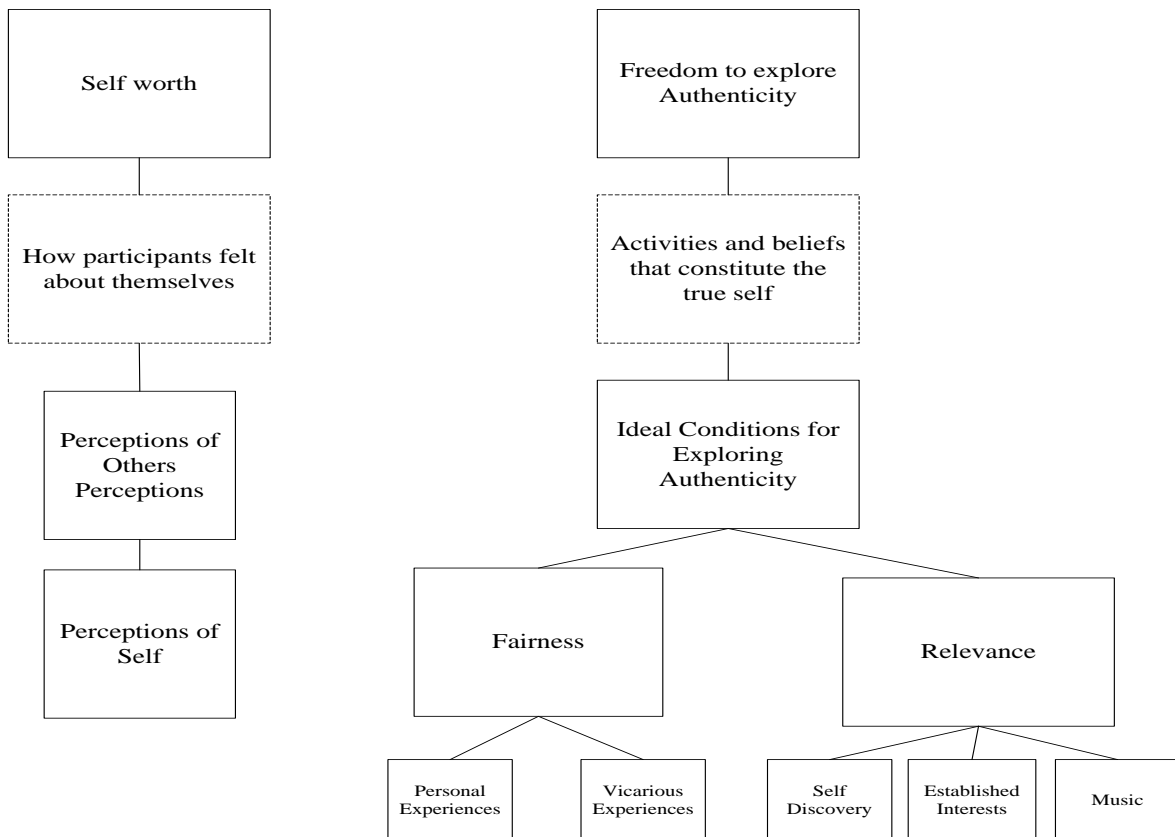 Self worth
How participants felt
about themselves
Perceptions of
Others
Perceptions
Perceptions of
Self
Freedom to explore
Authenticity
Activities and beliefs
that constitute the
true self
Ideal Conditions for
Exploring
Authenticity
Fairness
Relevance
Personal
Experiences
Vicarious
Experiences
Self
Discovery
Established
Interests
Music